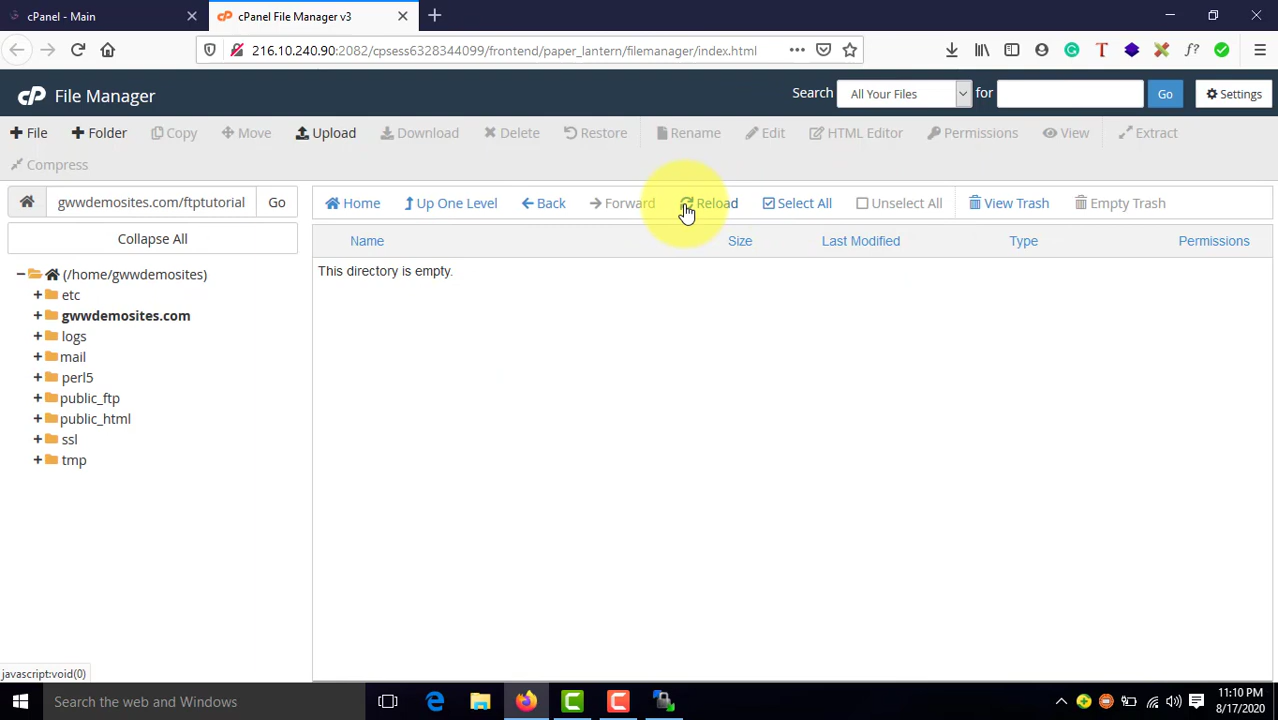 cPanel - Main
cPanel File Manager v3
216.10.240.90:2082/cpsess6328344099/frontend/paper_lantern/filemanager/index.html
File Manager
Search All Your Files for Go Settings
File Folder Copy Move Upload Download Delete Restore Rename Edit HTML Editor Permissions View Extract
Compress
gwwdemosites.com/ftptutorial Go
Home Up One Level Back Forward Reload Select All Unselect All View Trash Empty Trash
Collapse All
Name Size Last Modified Type Permissions
This directory is empty.
(/home/gwwdemosites)
etc
gwwdemosites.com
logs
mail
perl5
public_ftp
public_html
ssl
tmp
javascript:void(0)
Search the web and Windows
11:10 PM
8/17/2020